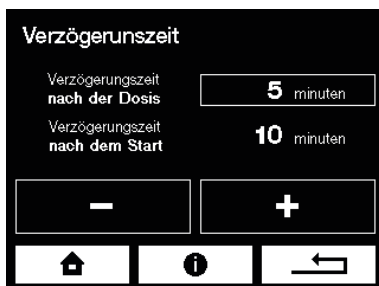 Verzögerunszeit
Verzögerungszeit
nach der Dosis
5 minuten
Verzögerungszeit
nach dem Start
10 minuten
− +